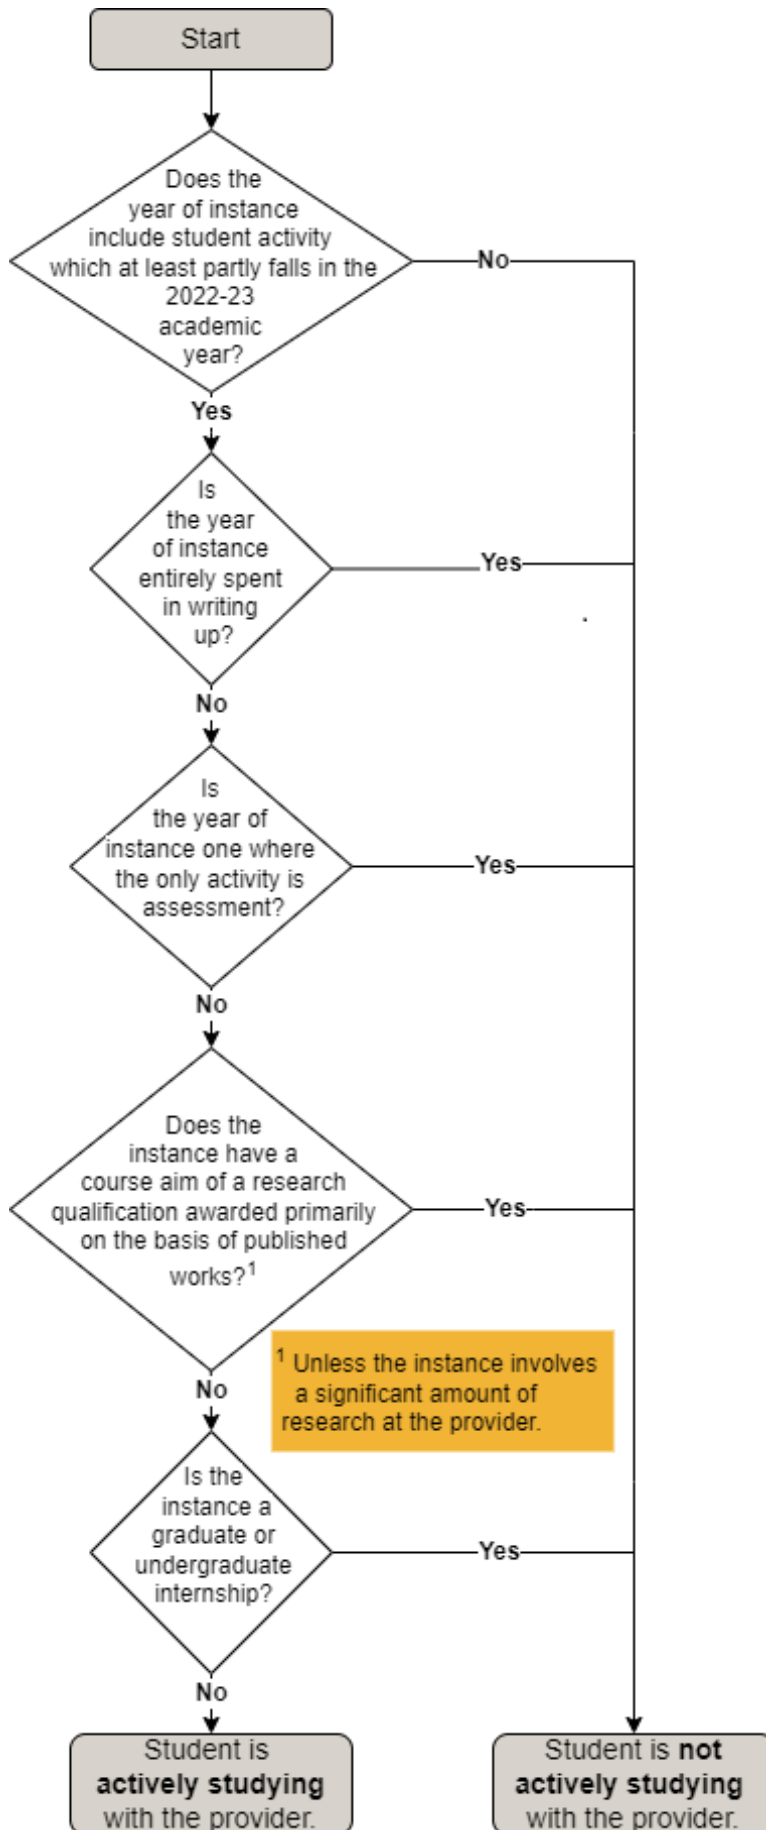 Start
Does the
year of instance
include student activity
which at least partly falls in the
2022-23
academic
year?
No
Yes
Is
the year
of instance
entirely spent
in writing
up?
Yes
No
Is
the year of
instance one where
the only activity is
assessment?
Yes
No
Does the
instance have a
course aim of a research
qualification awarded primarily
on the basis of published
works?¹
Yes
¹ Unless the instance involves
a significant amount of
research at the provider.
No
Is the
instance a
graduate or
undergraduate
internship?
Yes
No
Student is
actively studying
with the provider.
Student is not
actively studying
with the provider.